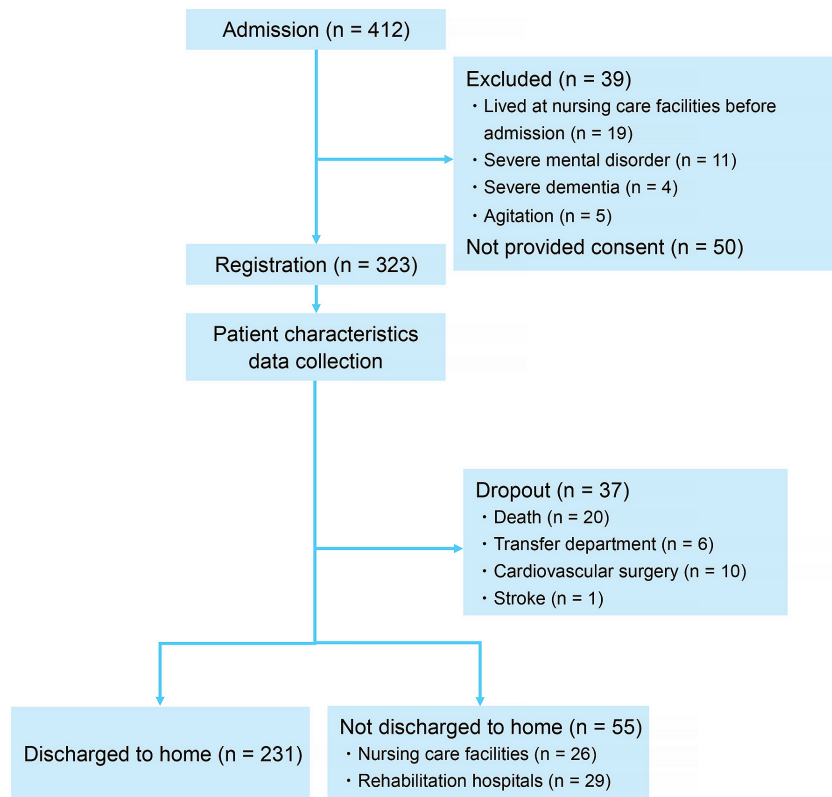 Admission (n = 412)
Excluded (n = 39)
・Lived at nursing care facilities before
admission (n = 19)
・Severe mental disorder (n = 11)
・Severe dementia (n = 4)
・Agitation (n = 5)
Not provided consent (n = 50)
Registration (n = 323)
Patient characteristics
data collection
Dropout (n = 37)
・Death (n = 20)
・Transfer department (n = 6)
・Cardiovascular surgery (n = 10)
・Stroke (n = 1)
Discharged to home (n = 231)
Not discharged to home (n = 55)
・Nursing care facilities (n = 26)
・Rehabilitation hospitals (n = 29)